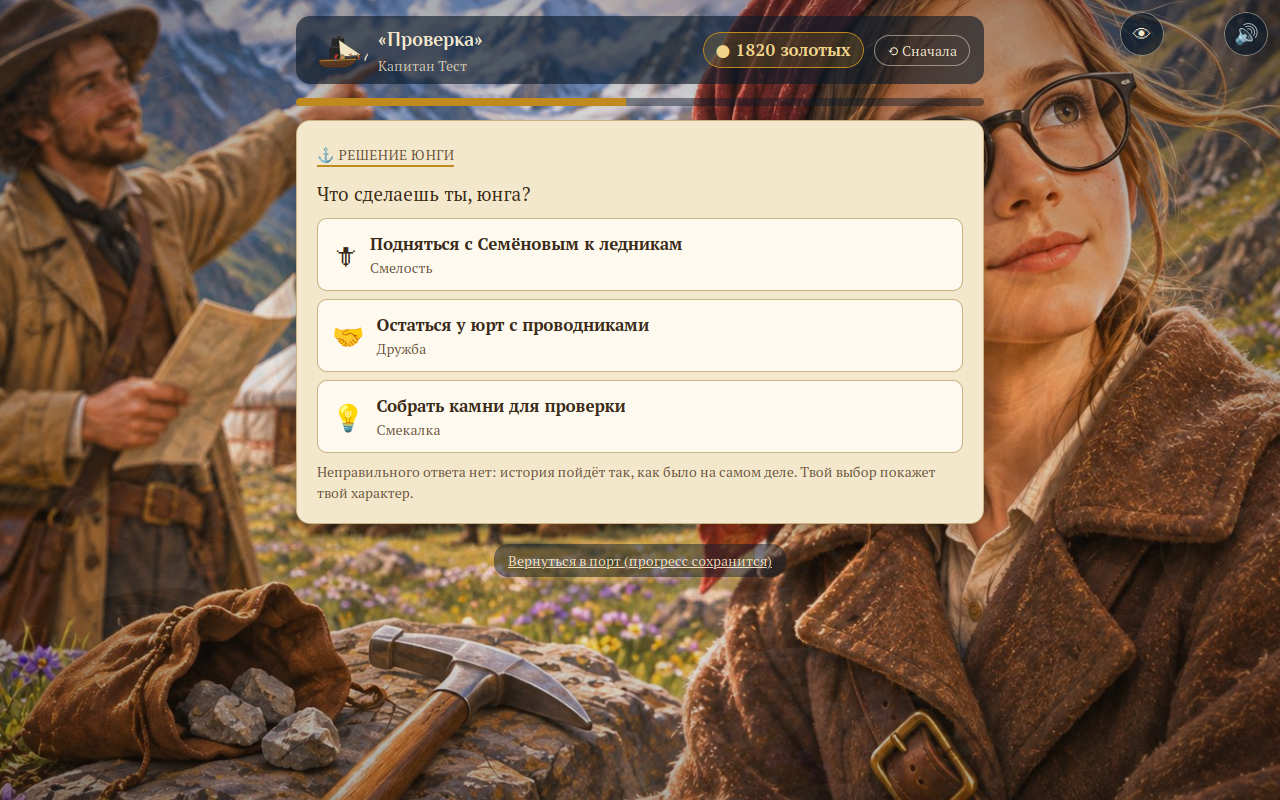 «Проверка»
Капитан Тест
1820 золотых
⟲ Сначала
⚓ РЕШЕНИЕ ЮНГИ
Что сделаешь ты, юнга?
Подняться с Семёновым к ледникам
Смелость
Остаться у юрт с проводниками
Дружба
Собрать камни для проверки
Смекалка
Неправильного ответа нет: история пойдёт так, как было на самом деле. Твой выбор покажет
твой характер.
Вернуться в порт (прогресс сохранится)